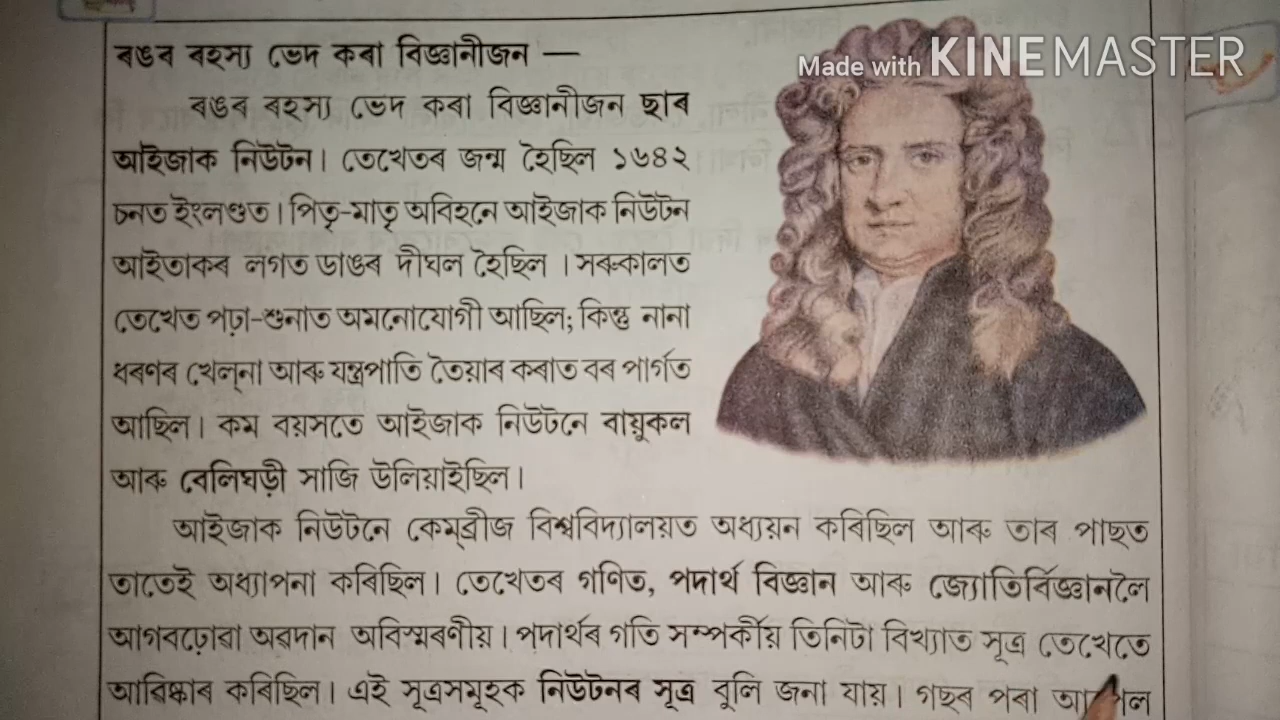 Made with KINEMASTER
ৰঙৰ ৰহস্য ভেদ কৰা বিজ্ঞানীজন —
ৰঙৰ ৰহস্য ভেদ কৰা বিজ্ঞানীজন ছাৰ
আইজাক নিউটন। তেখেতৰ জন্ম হৈছিল ১৬৪২
চনত ইংলণ্ডত। পিতৃ-মাতৃ অবিহনে আইজাক নিউটন
আইতাকৰ লগত ডাঙৰ দীঘল হৈছিল। সৰুকালত
তেখেত পঢ়া-শুনাত অমনোযোগী আছিল; কিন্তু নানা
ধৰণৰ খেল্‌না আৰু যন্ত্ৰপাতি তৈয়াৰ কৰাত বৰ পাৰ্গত
আছিল। কম বয়সতে আইজাক নিউটনে বায়ুকল
আৰু বেলিঘড়ী সাজি উলিয়াইছিল।
আইজাক নিউটনে কেম্‌ব্ৰীজ বিশ্ববিদ্যালয়ত অধ্যয়ন কৰিছিল আৰু তাৰ পাছত
তাতেই অধ্যাপনা কৰিছিল। তেখেতৰ গণিত, পদাৰ্থ বিজ্ঞান আৰু জ্যোতিৰ্বিজ্ঞানলৈ
আগবঢ়োৱা অৱদান অবিস্মৰণীয়। পদাৰ্থৰ গতি সম্পৰ্কীয় তিনিটা বিখ্যাত সূত্ৰ তেখেতে
আৱিষ্কাৰ কৰিছিল। এই সূত্ৰসমূহক নিউটনৰ সূত্ৰ বুলি জনা যায়। গছৰ পৰা